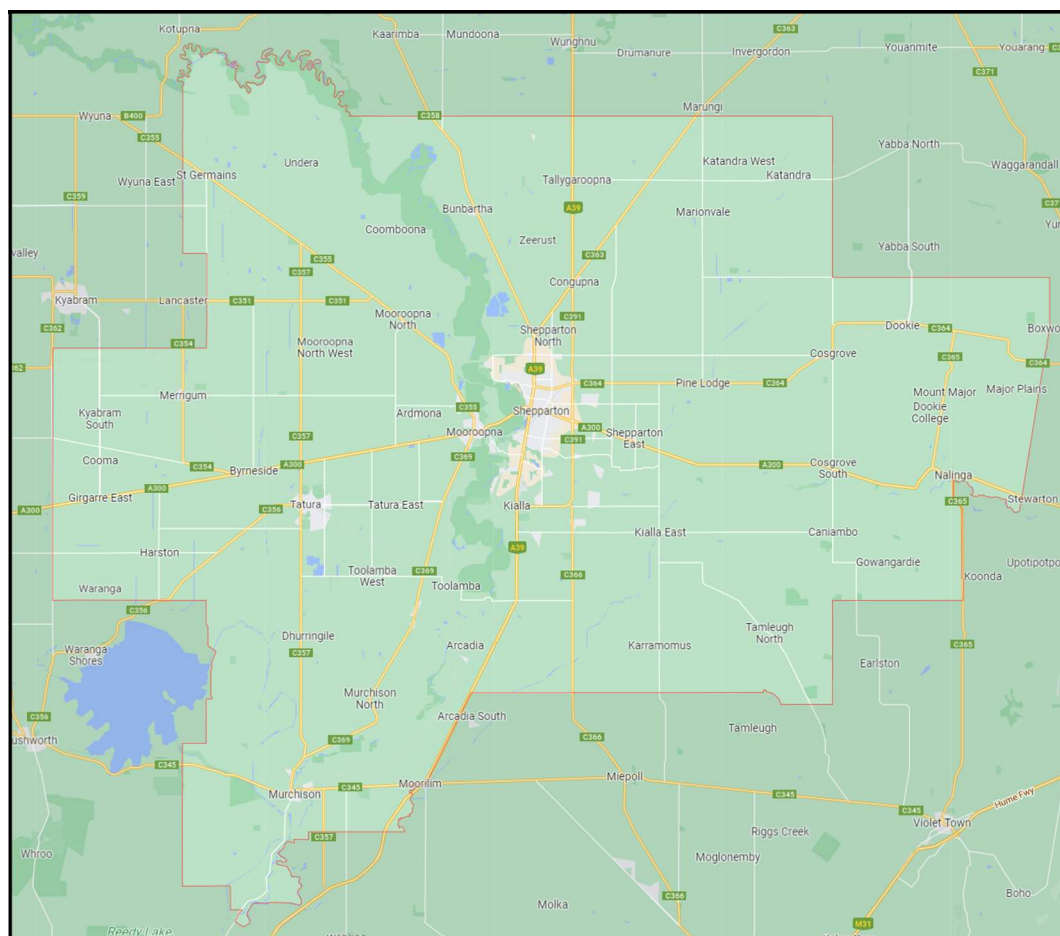 Kotupna
Kaarimba
Mundoona
Wunghnu
C363
Drumanure
Invergordon
Youanmite
Youarang
C371
Marungi
Wyuna
B400
C358
C355
Yabba North
Waggarandall
Undera
Katandra West
Katandra
St Germains
Wyuna East
Tallygaroopna
C359
A39
Bunbartha
Marionvale
Coomboona
Zeerust
Yabba South
C355
C363
C357
Congupna
Kyabram
Lancaster
C351
C351
Mooroopna
North
C391
C362
Shepparton
North
Dookie
C364
Boxwo
C354
Mooroopna
North West
Cosgrove
C365
C364
A39
C364
Pine Lodge
C364
Merrigum
Mount Major
Major Plains
Kyabram
South
Ardmona
C355
Shepparton
Dookie
College
Mooroopna
A300
Shepparton
East
C357
C391
Cooma
C369
C354
Byrneside
A300
A300
Cosgrove
South
Nalinga
Girgarre East
A300
A300
C356
Tatura
Tatura East
Kialla
C365
Stewarton
Kialla East
Caniambo
Harston
A39
Gowangardie
Toolamba
West
C369
C366
Koonda
Upotipotpo
Waranga
Toolamba
C356
Waranga
Shores
Dhurringile
C357
Arcadia
Karramomus
Tamleugh
North
C365
Earlston
Murchison
North
C356
Arcadia South
Tamleugh
ushworth
C369
C366
C345
Moorilim
Miepoll
Murchison
C345
C345
Hume Fwy
C345
C357
Riggs Creek
Violet Town
Whroo
Moglonemby
C366
Boho
Molka
M31
Reedy Lake